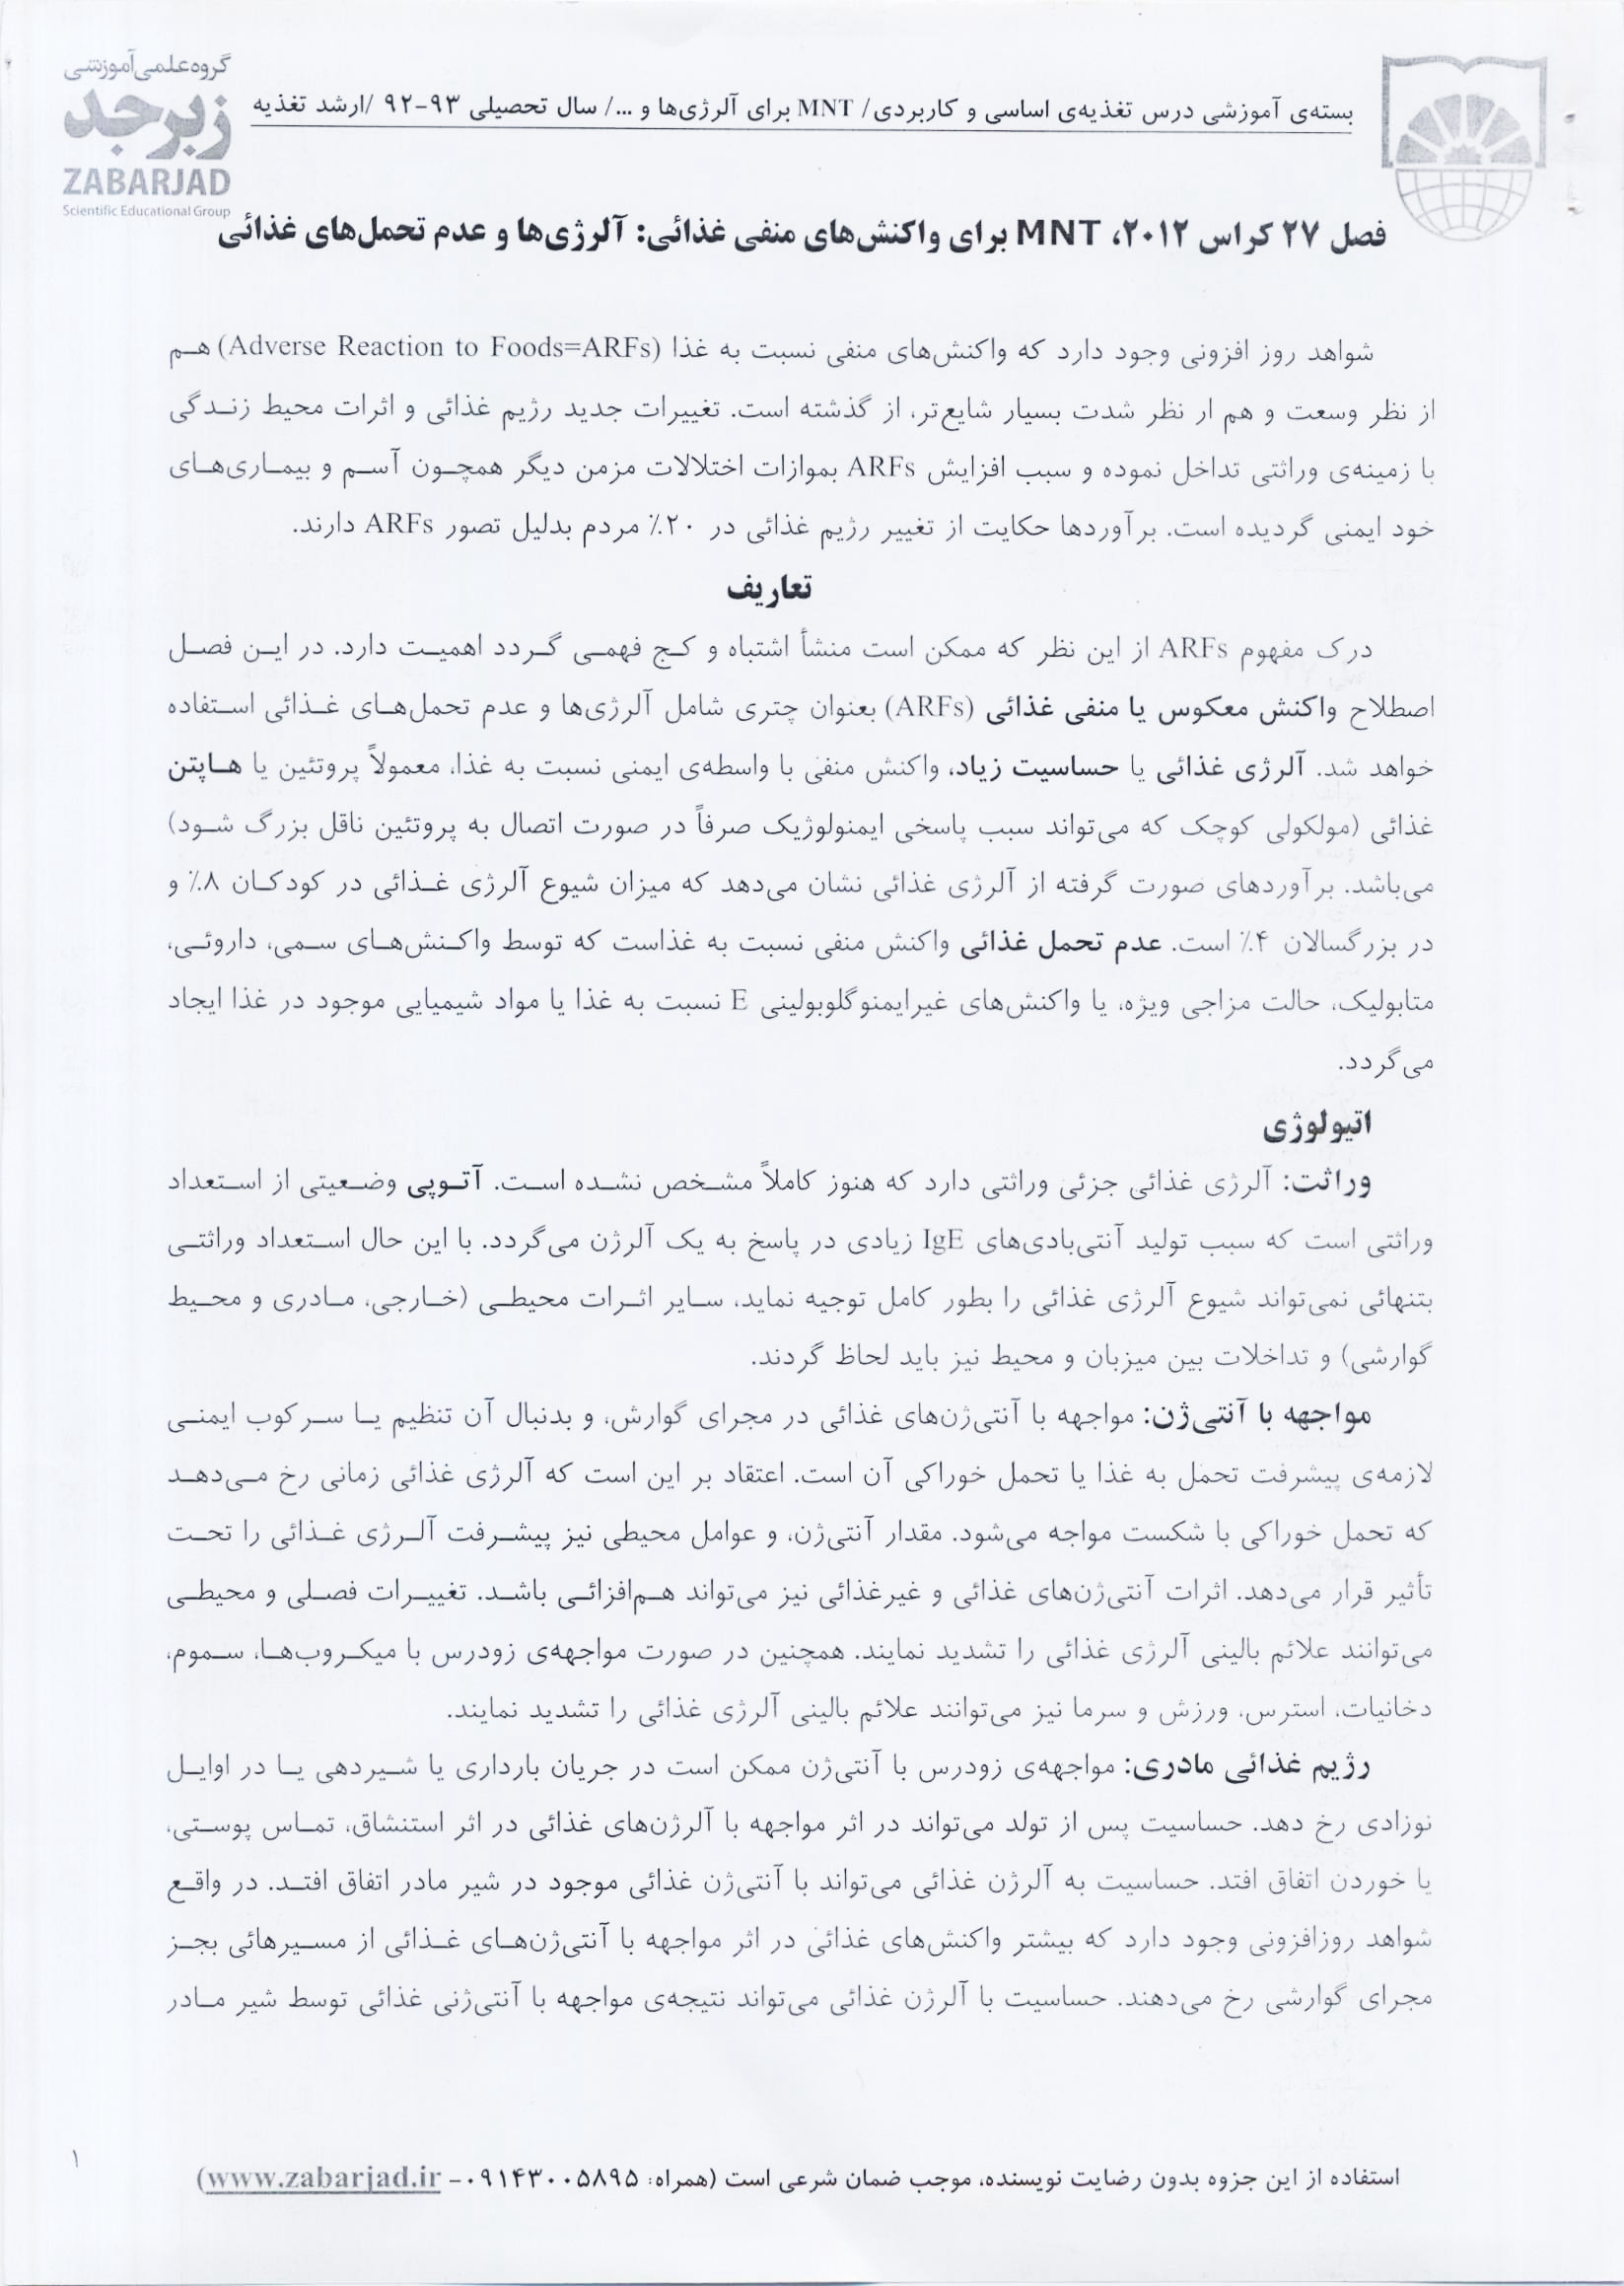 گروه علمی آموزشی
زبرجد
ZABARJAD
Scientific Educational Group
بسته‌ی آموزشی درس تغذیه‌ی اساسی و کاربردی/ MNT برای آلرژی‌ها و .../ سال تحصیلی ۹۳-۹۲ /ارشد تغذیه
فصل ۲۷ کراس ۲۰۱۲، MNT برای واکنش‌های منفی غذائی: آلرژی‌ها و عدم تحمل‌های غذائی
شواهد روز افزونی وجود دارد که واکنش‌های منفی نسبت به غذا (Adverse Reaction to Foods=ARFs) هم
از نظر وسعت و هم ار نظر شدت بسیار شایع‌تر، از گذشته است. تغییرات جدید رژیم غذائی و اثرات محیط زندگی
با زمینه‌ی وراثتی تداخل نموده و سبب افزایش ARFs بموازات اختلالات مزمن دیگر همچون آسم و بیماری‌های
خود ایمنی گردیده است. برآوردها حکایت از تغییر رژیم غذائی در ۲۰٪ مردم بدلیل تصور ARFs دارند.
تعاریف
درک مفهوم ARFs از این نظر که ممکن است منشأ اشتباه و کج فهمی گردد اهمیت دارد. در این فصل
اصطلاح واکنش معکوس یا منفی غذائی (ARFs) بعنوان چتری شامل آلرژی‌ها و عدم تحمل‌های غذائی استفاده
خواهد شد. آلرژی غذائی یا حساسیت زیاد، واکنش منفی با واسطه‌ی ایمنی نسبت به غذا، معمولاً پروتئین یا هاپتن
غذائی (مولکولی کوچک که می‌تواند سبب پاسخی ایمنولوژیک صرفاً در صورت اتصال به پروتئین ناقل بزرگ شود)
می‌باشد. برآوردهای صورت گرفته از آلرژی غذائی نشان می‌دهد که میزان شیوع آلرژی غذائی در کودکان ۸٪ و
در بزرگسالان ۴٪ است. عدم تحمل غذائی واکنش منفی نسبت به غذاست که توسط واکنش‌های سمی، داروئی،
متابولیک، حالت مزاجی ویژه، یا واکنش‌های غیرایمنوگلوبولینی E نسبت به غذا یا مواد شیمیایی موجود در غذا ایجاد
می‌گردد.
اتیولوژی
وراثت: آلرژی غذائی جزئی وراثتی دارد که هنوز کاملاً مشخص نشده است. آتوپی وضعیتی از استعداد
وراثتی است که سبب تولید آنتی‌بادی‌های IgE زیادی در پاسخ به یک آلرژن می‌گردد. با این حال استعداد وراثتی
بتنهائی نمی‌تواند شیوع آلرژی غذائی را بطور کامل توجیه نماید، سایر اثرات محیطی (خارجی، مادری و محیط
گوارشی) و تداخلات بین میزبان و محیط نیز باید لحاظ گردند.
مواجهه با آنتی‌ژن: مواجهه با آنتی‌ژن‌های غذائی در مجرای گوارش، و بدنبال آن تنظیم یا سرکوب ایمنی
لازمه‌ی پیشرفت تحمل به غذا یا تحمل خوراکی آن است. اعتقاد بر این است که آلرژی غذائی زمانی رخ می‌دهد
که تحمل خوراکی با شکست مواجه می‌شود. مقدار آنتی‌ژن، و عوامل محیطی نیز پیشرفت آلرژی غذائی را تحت
تأثیر قرار می‌دهد. اثرات آنتی‌ژن‌های غذائی و غیرغذائی نیز می‌تواند هم‌افزائی باشد. تغییرات فصلی و محیطی
می‌توانند علائم بالینی آلرژی غذائی را تشدید نمایند. همچنین در صورت مواجهه‌ی زودرس با میکروب‌ها، سموم،
دخانیات، استرس، ورزش و سرما نیز می‌توانند علائم بالینی آلرژی غذائی را تشدید نمایند.
رژیم غذائی مادری: مواجهه‌ی زودرس با آنتی‌ژن ممکن است در جریان بارداری یا شیردهی یا در اوایل
نوزادی رخ دهد. حساسیت پس از تولد می‌تواند در اثر مواجهه با آلرژن‌های غذائی در اثر استنشاق، تماس پوستی،
یا خوردن اتفاق افتد. حساسیت به آلرژن غذائی می‌تواند با آنتی‌ژن غذائی موجود در شیر مادر اتفاق افتد. در واقع
شواهد روزافزونی وجود دارد که بیشتر واکنش‌های غذائی در اثر مواجهه با آنتی‌ژن‌های غذائی از مسیرهائی بجز
مجرای گوارشی رخ می‌دهند. حساسیت با آلرژن غذائی می‌تواند نتیجه‌ی مواجهه با آنتی‌ژنی غذائی توسط شیر مادر
استفاده از این جزوه بدون رضایت نویسنده، موجب ضمان شرعی است (همراه: ۰۹۱۴۳۰۰۵۸۹۵- www.zabarjad.ir)
۱